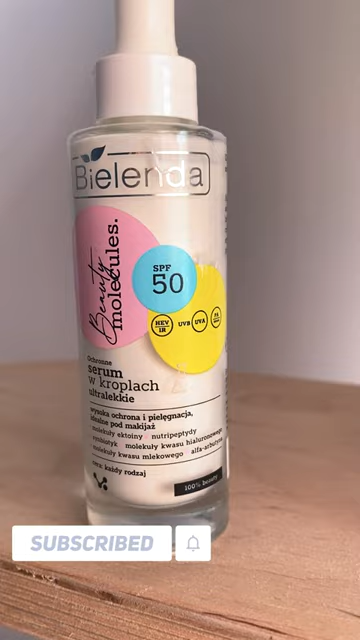 Bielenda
Beauty
molecules.
SPF
50
HEV
IR
UVB
UVA
Ochronne
serum
w kroplach
ultralekkie
wysoka ochrona i pielęgnacja,
idealne pod makijaż
molekuły ektoiny nutripeptydy
symbiotyk molekuły kwasu hialuronowego
molekuły kwasu mlekowego alfa-arbutyna
cera: każdy rodzaj
100% beauty
SUBSCRIBED